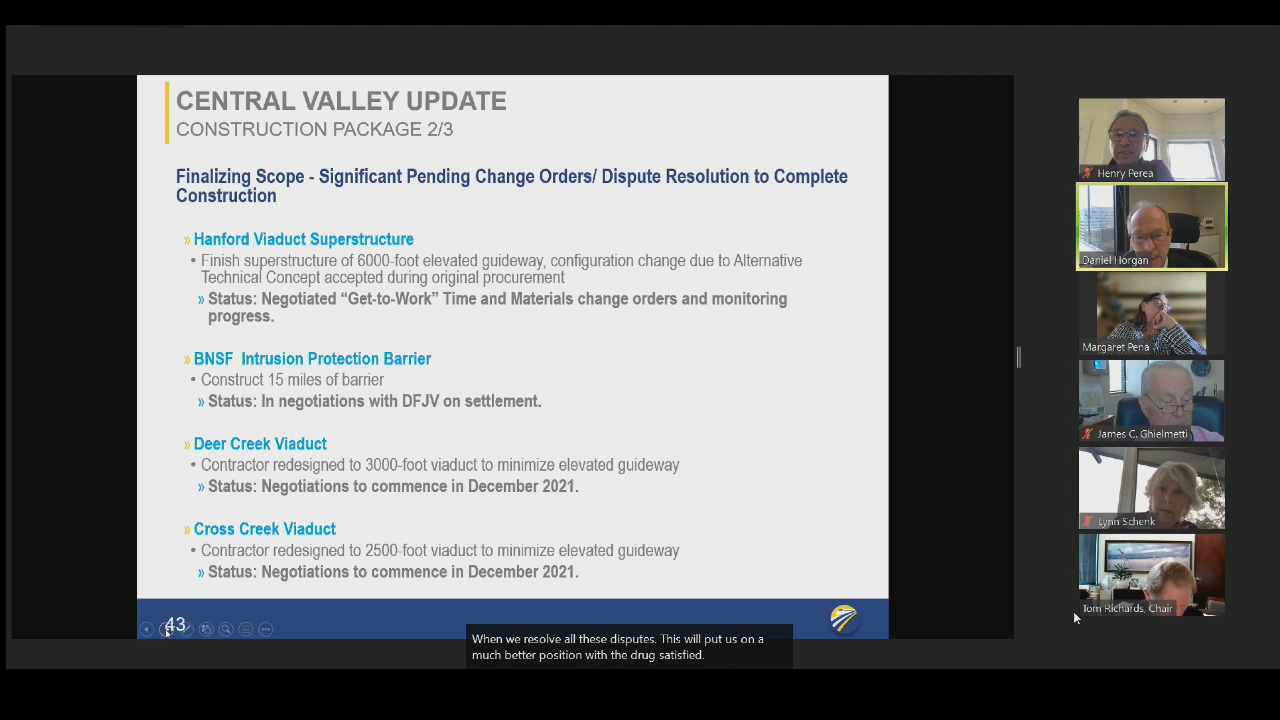 CENTRAL VALLEY UPDATE
CONSTRUCTION PACKAGE 2/3
Finalizing Scope - Significant Pending Change Orders/ Dispute Resolution to Complete
Construction
» Hanford Viaduct Superstructure
• Finish superstructure of 6000-foot elevated guideway, configuration change due to Alternative
Technical Concept accepted during original procurement
» Status: Negotiated “Get-to-Work” Time and Materials change orders and monitoring
progress.
» BNSF Intrusion Protection Barrier
• Construct 15 miles of barrier
» Status: In negotiations with DFJV on settlement.
» Deer Creek Viaduct
• Contractor redesigned to 3000-foot viaduct to minimize elevated guideway
» Status: Negotiations to commence in December 2021.
» Cross Creek Viaduct
• Contractor redesigned to 2500-foot viaduct to minimize elevated guideway
» Status: Negotiations to commence in December 2021.
43
When we resolve all these disputes. This will put us on a
much better position with the drug satisfied.
Henry Perea
Daniel Horgan
Margaret Pena
James C. Ghielmetti
Lynn Schenk
Tom Richards, Chair